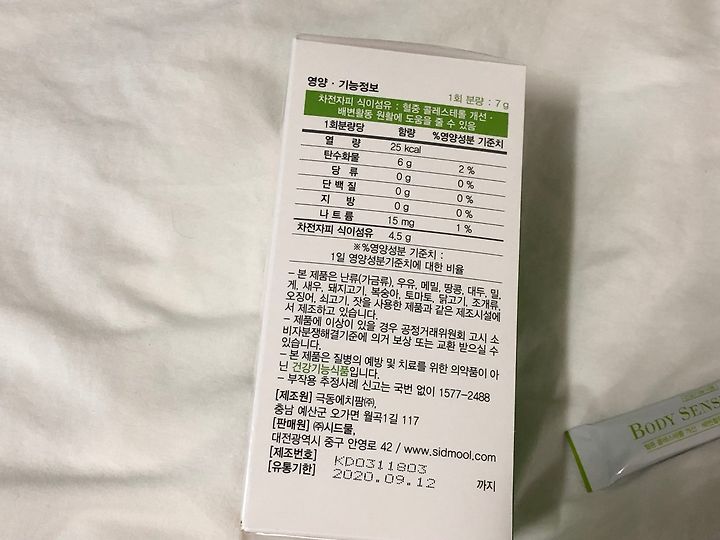 영양 · 기능정보
1회 분량 : 7g
차전자피 식이섬유 : 혈중 콜레스테롤 개선 ·
배변활동 원활에 도움을 줄 수 있음
1회분량당 함량 %영양성분 기준치
열 량 25 kcal
탄수화물 6 g 2 %
당 류 0 g 0 %
단 백 질 0 g 0 %
지 방 0 g 0 %
나 트 륨 15 mg 1 %
차전자피 식이섬유 4.5 g
※%영양성분 기준치 :
1일 영양성분기준치에 대한 비율
- 본 제품은 난류(가금류), 우유, 메밀, 땅콩, 대두, 밀,
게, 새우, 돼지고기, 복숭아, 토마토, 닭고기, 조개류,
오징어, 쇠고기, 잣을 사용한 제품과 같은 제조시설에
서 제조하고 있습니다.
- 제품에 이상이 있을 경우 공정거래위원회 고시 소
비자분쟁해결기준에 의거 보상 또는 교환 받으실 수
있습니다.
- 본 제품은 질병의 예방 및 치료를 위한 의약품이 아
닌 건강기능식품입니다.
- 부작용 추정사례 신고는 국번 없이 1577-2488
[제조원] 극동에치팜㈜,
충남 예산군 오가면 월곡1길 117
[판매원] ㈜시드물,
대전광역시 중구 안영로 42 / www.sidmool.com
[제조번호] KD0311803
[유통기한] 2020.09.12 까지
BODY SENS
혈중 콜레스테롤 개선